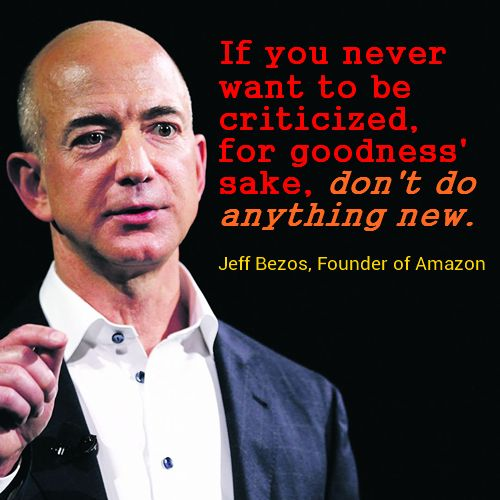 If you never
want to be
criticized,
for goodness'
sake, don't do
anything new.
Jeff Bezos, Founder of Amazon